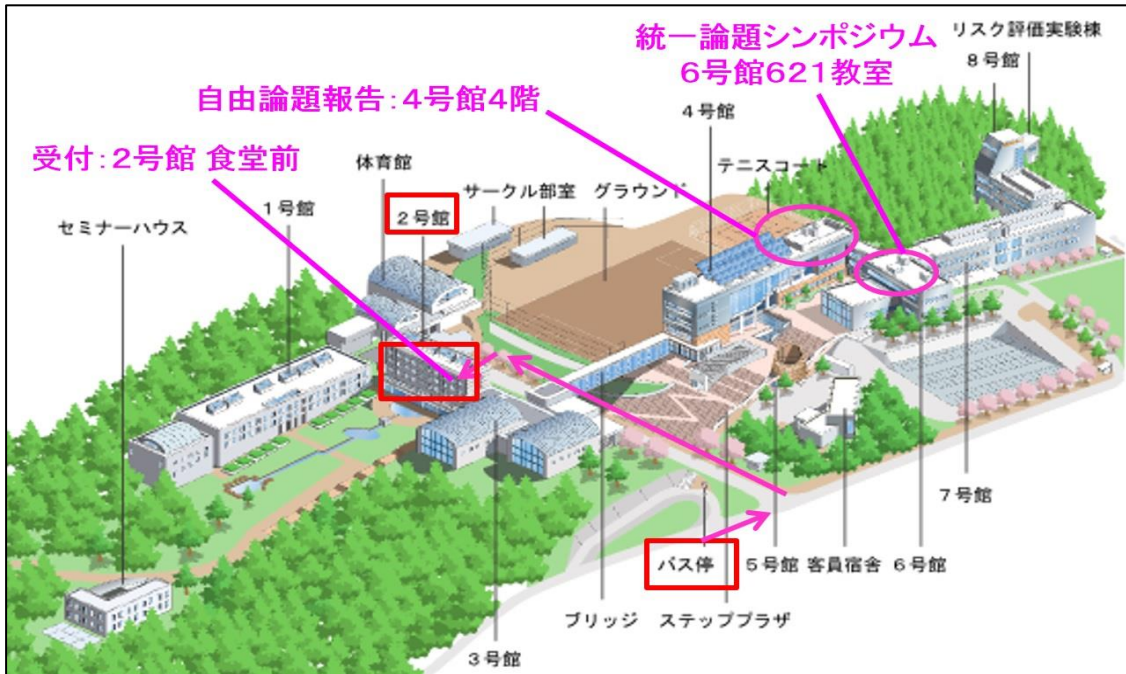 統一論題シンポジウム
6号館621教室
リスク評価実験棟
8号館
自由論題報告:4号館4階
4号館
受付:2号館 食堂前
体育館
テニスコート
サークル部室 グラウンド
1号館
2号館
セミナーハウス
7号館
バス停
5号館 客員宿舎 6号館
ブリッジ ステッププラザ
3号館